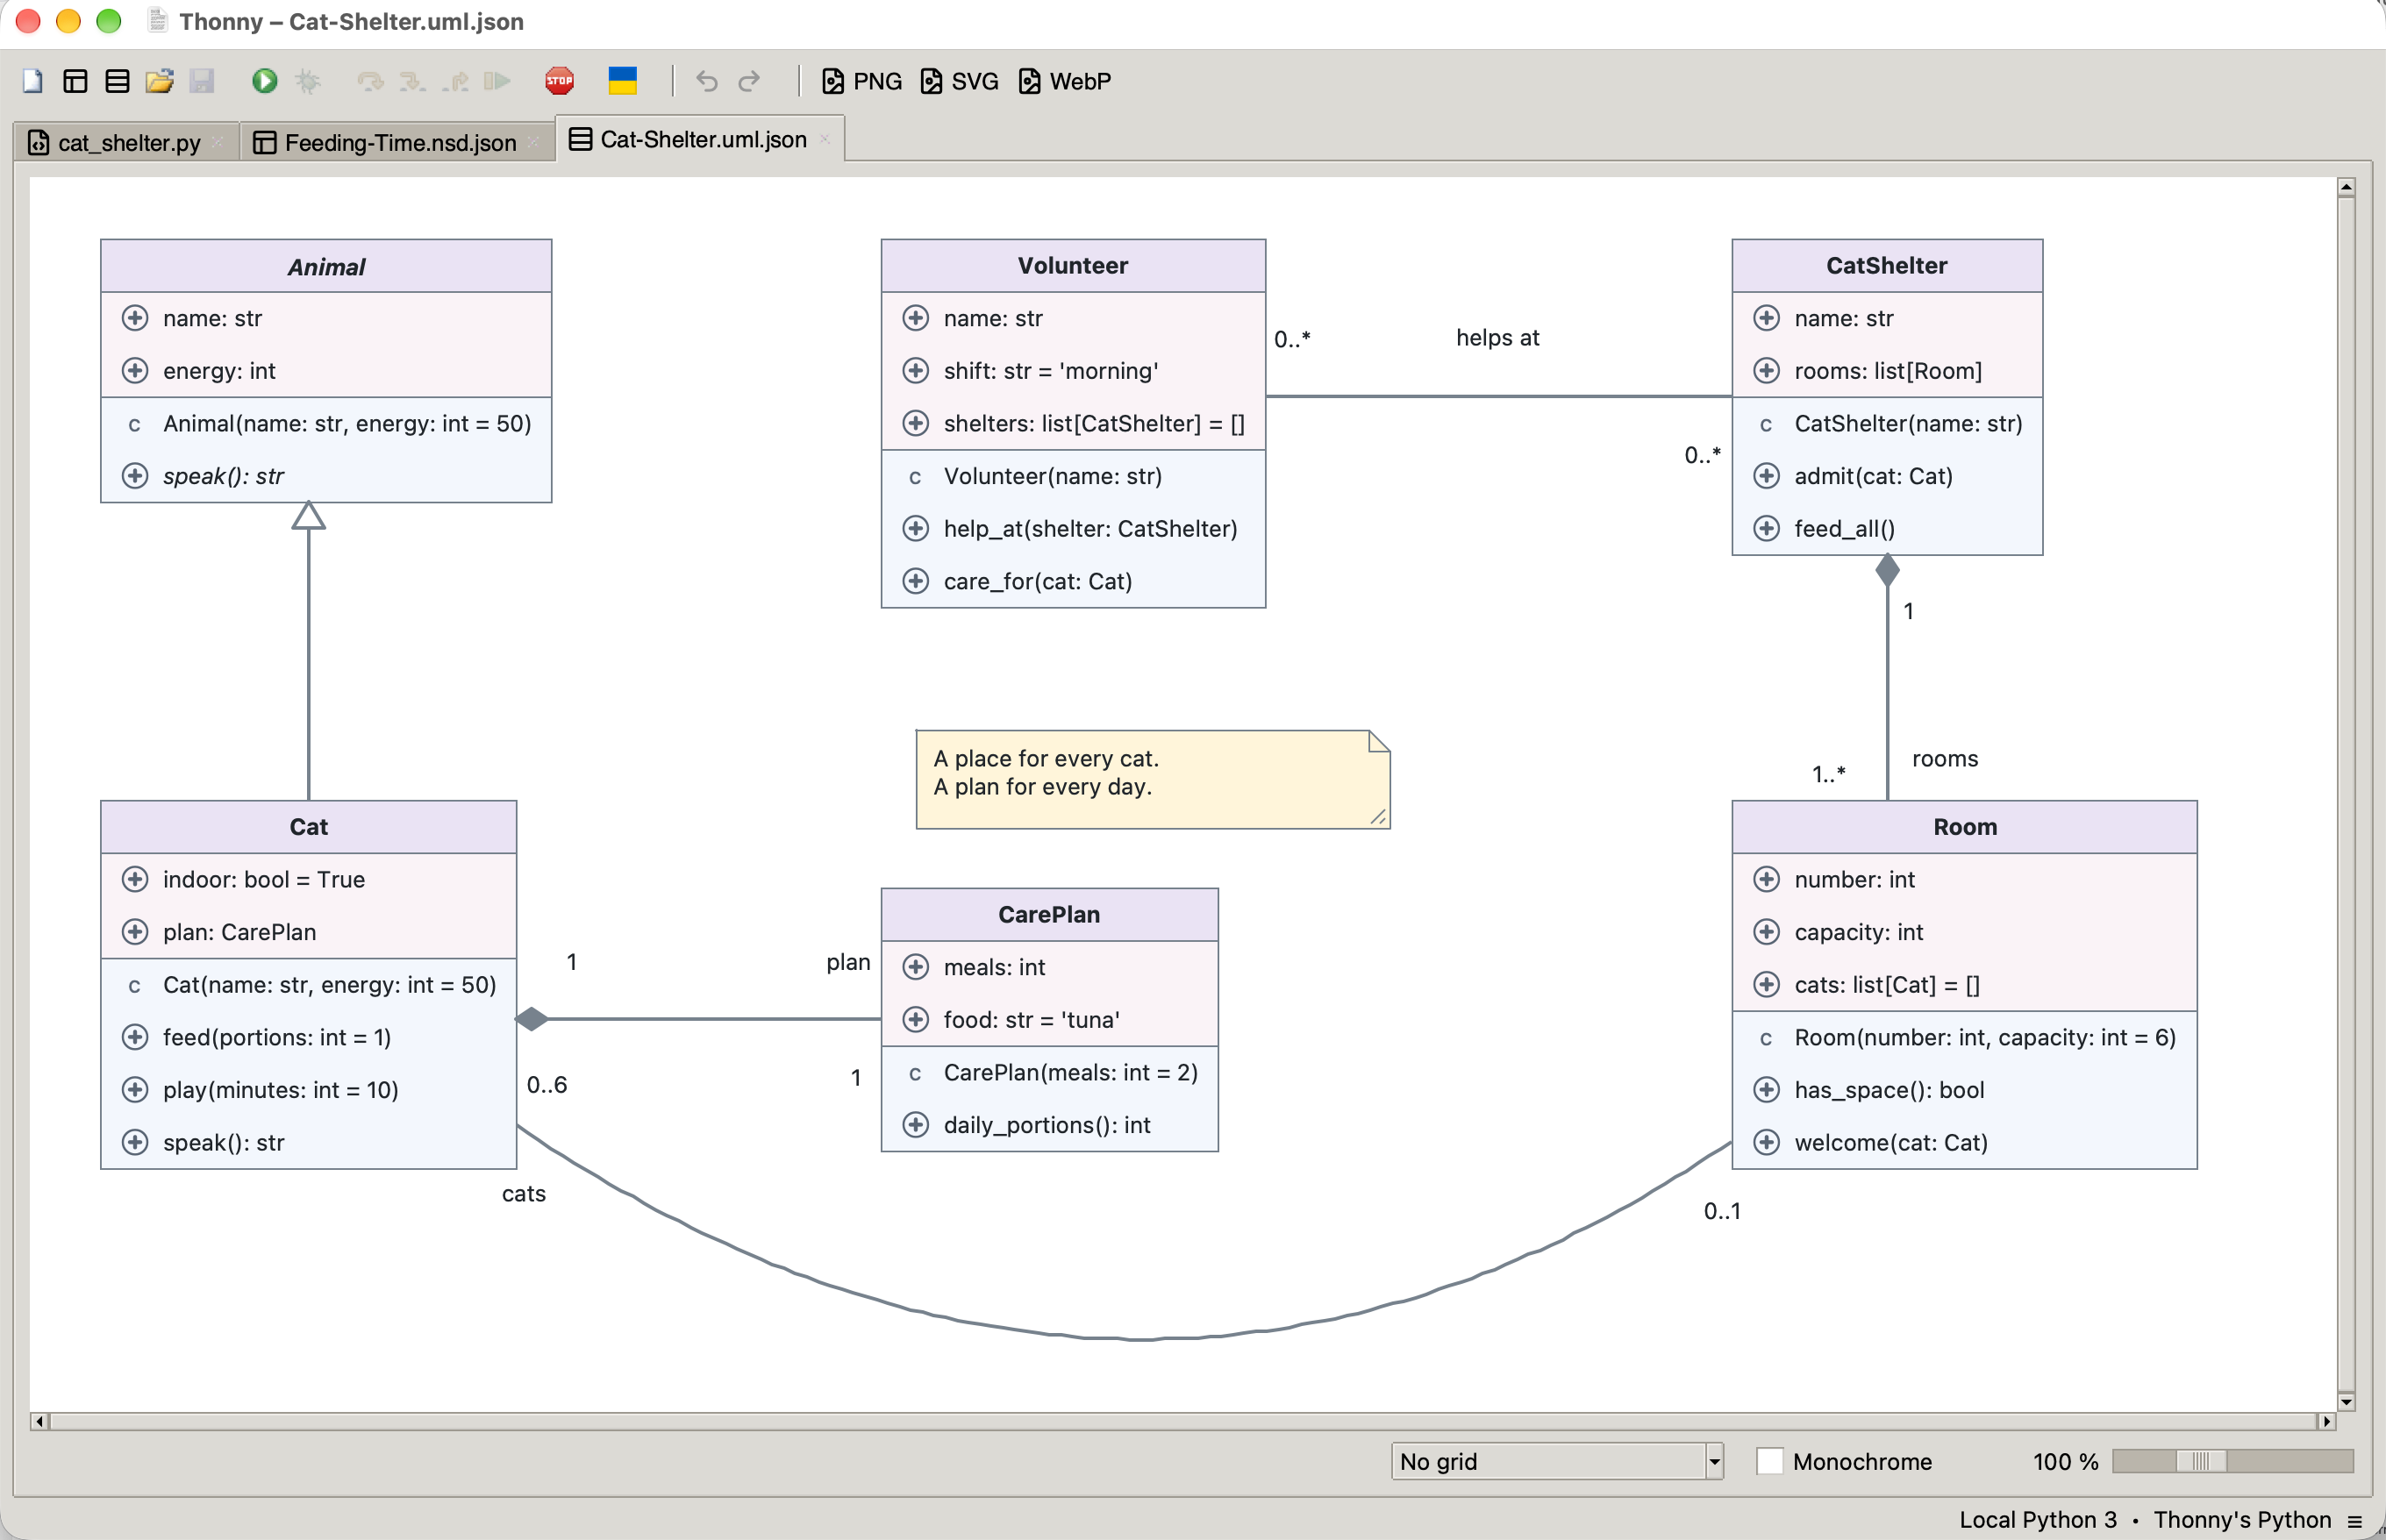 Thonny – Cat-Shelter.uml.json
STOP
PNG
SVG
WebP
cat_shelter.py
Feeding-Time.nsd.json
Cat-Shelter.uml.json
Animal
name: str
energy: int
c Animal(name: str, energy: int = 50)
speak(): str
Volunteer
name: str
shift: str = 'morning'
shelters: list[CatShelter] = []
c Volunteer(name: str)
help_at(shelter: CatShelter)
care_for(cat: Cat)
0..*
helps at
0..*
CatShelter
name: str
rooms: list[Room]
c CatShelter(name: str)
admit(cat: Cat)
feed_all()
1
rooms
1..*
A place for every cat.
A plan for every day.
Cat
indoor: bool = True
plan: CarePlan
c Cat(name: str, energy: int = 50)
feed(portions: int = 1)
play(minutes: int = 10)
speak(): str
1
plan
0..6
1
cats
CarePlan
meals: int
food: str = 'tuna'
c CarePlan(meals: int = 2)
daily_portions(): int
Room
number: int
capacity: int
cats: list[Cat] = []
c Room(number: int, capacity: int = 6)
has_space(): bool
welcome(cat: Cat)
0..1
No grid
Monochrome
100 %
Local Python 3 • Thonny's Python